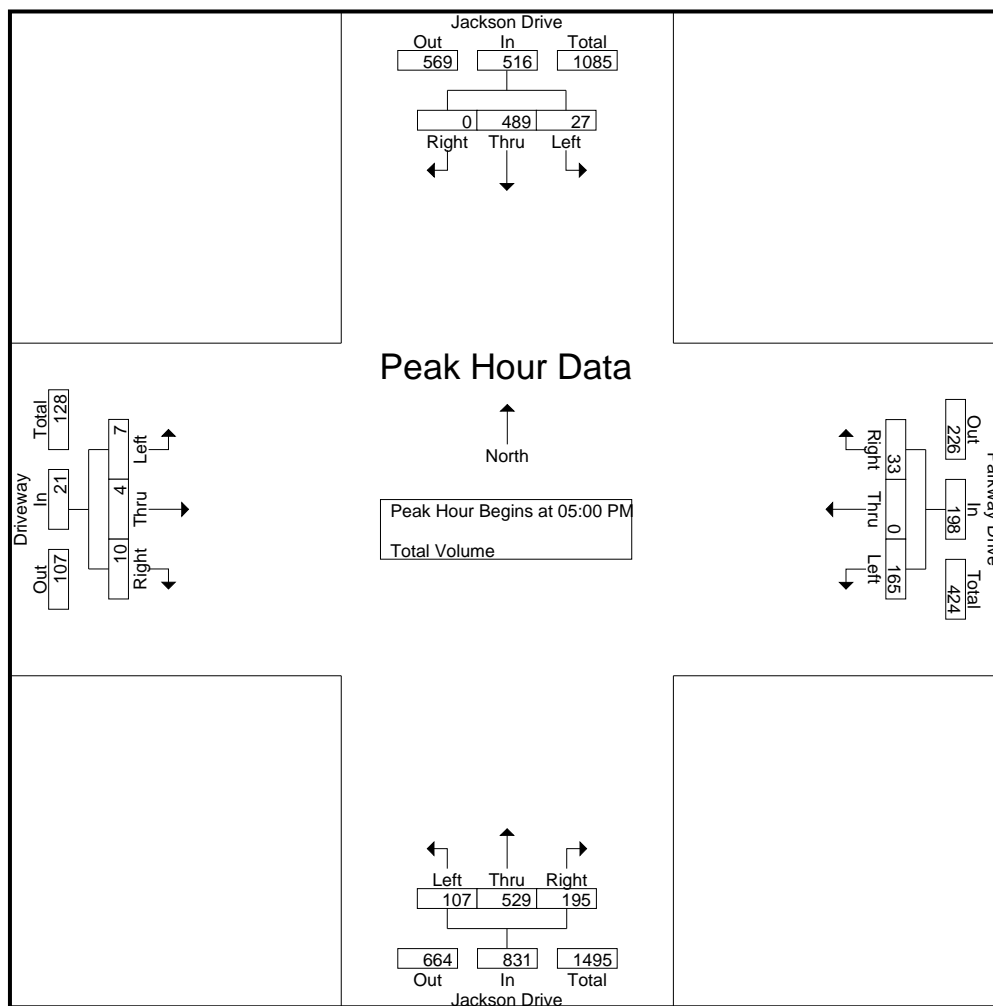 Jackson Drive
Out In Total
569 516 1085
0 489 27
Right Thru Left
Peak Hour Data
North
Peak Hour Begins at 05:00 PM
Total Volume
Driveway
Out In Total
107 21 128
10 4 7
Right Thru Left
Parkway Drive
Out In Total
226 198 424
33 0 165
Right Thru Left
Left Thru Right
107 529 195
664 831 1495
Out In Total
Jackson Drive